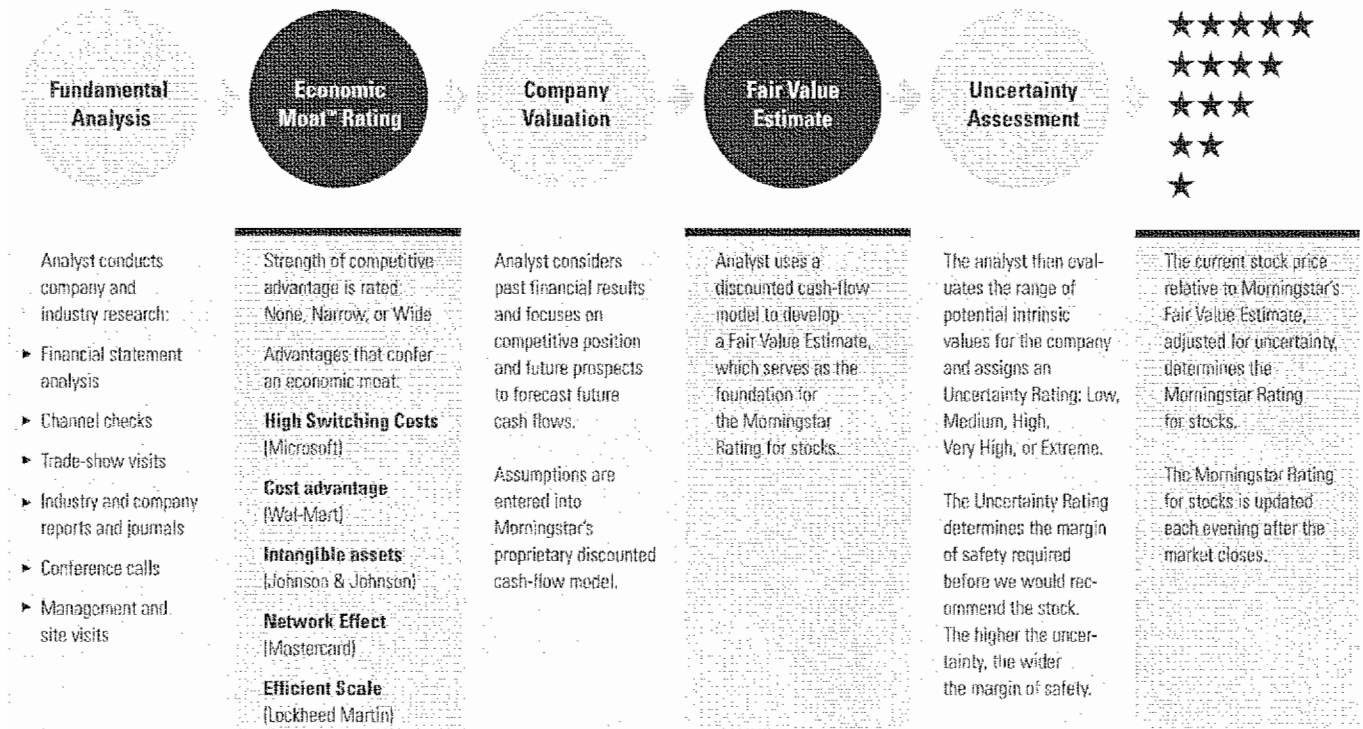 Fundamental
Analysis
Economic
Moat™ Rating
Company
Valuation
Fair Value
Estimate
Uncertainty
Assessment
★★★★★
★★★★
★★★
★★
★
Analyst conducts
company and
industry research:
► Financial statement
analysis
► Channel checks
► Trade-show visits
► Industry and company
reports and journals
► Conference calls
► Management and
site visits
Strength of competitive
advantage is rated
None, Narrow, or Wide
Advantages that confer
an economic moat:
High Switching Costs
(Microsoft)
Cost advantage
(Wal-Mart)
Intangible assets
(Johnson & Johnson)
Network Effect
(Mastercard)
Efficient Scale
(Lockheed Martin)
Analyst considers
past financial results
and focuses on
competitive position
and future prospects
to forecast future
cash flows.
Assumptions are
entered into
Morningstar's
proprietary discounted
cash-flow model.
Analyst uses a
discounted cash-flow
model to develop
a Fair Value Estimate,
which serves as the
foundation for
the Morningstar
Rating for stocks.
The analyst then eval-
uates the range of
potential intrinsic
values for the company
and assigns an
Uncertainty Rating: Low,
Medium, High,
Very High, or Extreme.
The Uncertainty Rating
determines the margin
of safety required
before we would rec-
ommend the stock.
The higher the uncer-
tainty, the wider
the margin of safety.
The current stock price
relative to Morningstar's
Fair Value Estimate,
adjusted for uncertainty,
determines the
Morningstar Rating
for stocks.
The Morningstar Rating
for stocks is updated
each evening after the
market closes.